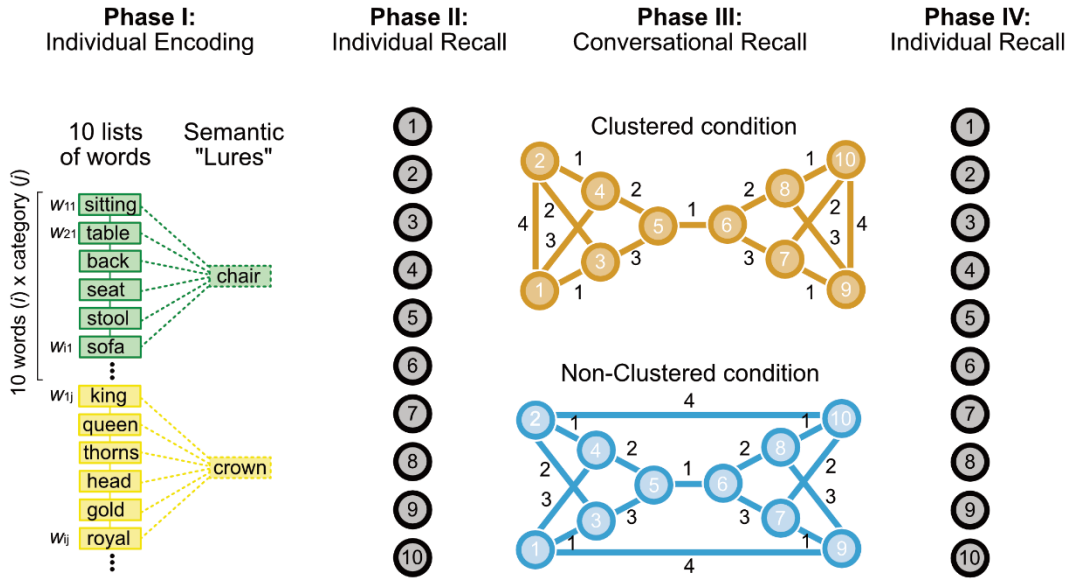 Phase I:
Individual Encoding
Phase II:
Individual Recall
Phase III:
Conversational Recall
Phase IV:
Individual Recall
10 lists
of words
Semantic
"Lures"
10 words (i) x category (j)
w11 sitting
w21 table
back
seat
stool
wi1 sofa
chair
w1j king
queen
thorns
head
gold
wij royal
crown
1
2
3
4
5
6
7
8
9
10
Clustered condition
2 1 4 2 1 10
4 2 3 5 1 6 2 8 2 3 4
1 1 3 3 3 7 1 9
Non-Clustered condition
4
2 1 4 2 1 10
2 3 5 1 6 2 8 2 3
1 1 3 3 3 7 1 9
4
1
2
3
4
5
6
7
8
9
10